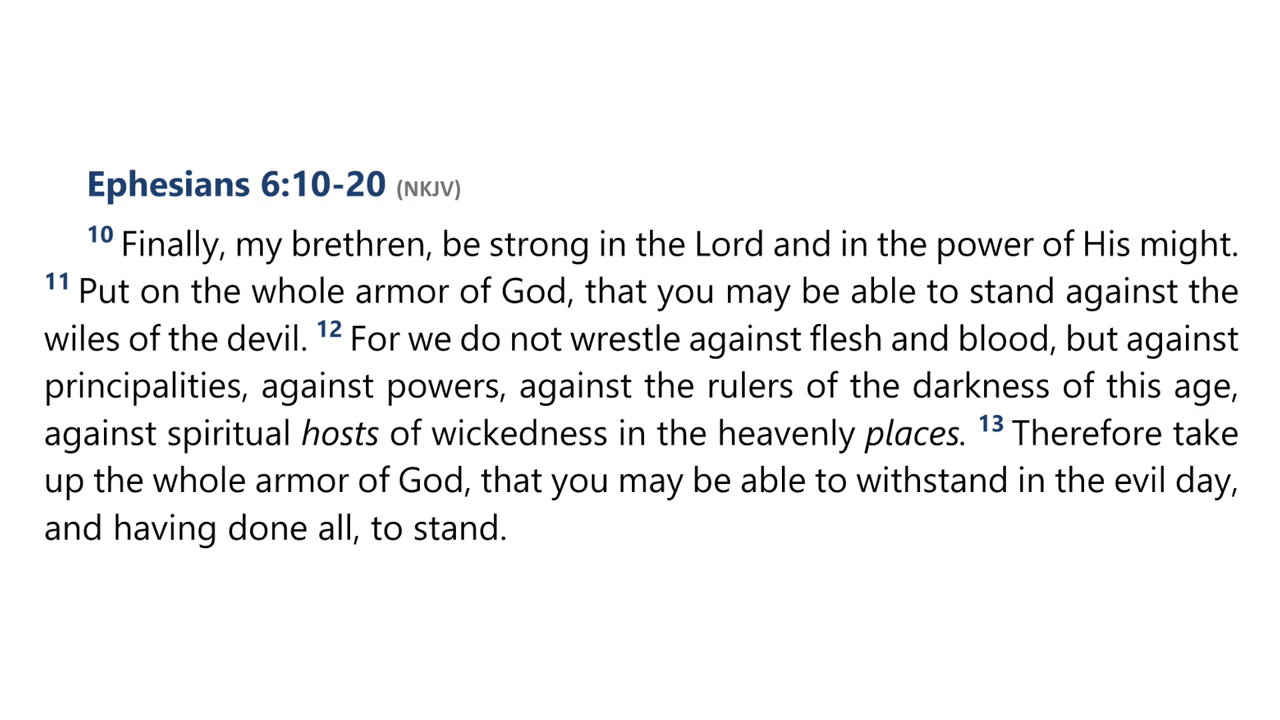 Ephesians 6:10-20 (NKJV)
10 Finally, my brethren, be strong in the Lord and in the power of His might.
11 Put on the whole armor of God, that you may be able to stand against the
wiles of the devil. 12 For we do not wrestle against flesh and blood, but against
principalities, against powers, against the rulers of the darkness of this age,
against spiritual hosts of wickedness in the heavenly places. 13 Therefore take
up the whole armor of God, that you may be able to withstand in the evil day,
and having done all, to stand.